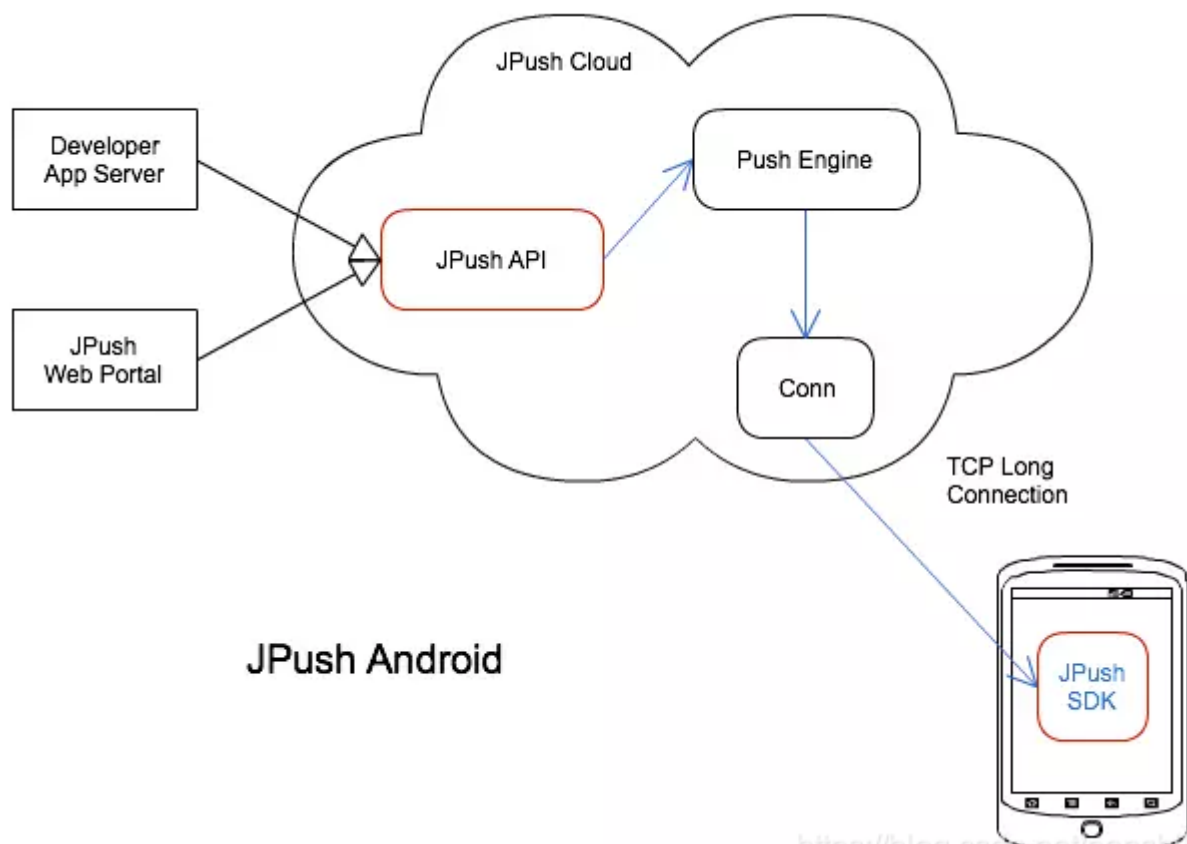 JPush Cloud
Developer
App Server
Push Engine
JPush API
JPush
Web Portal
Conn
TCP Long
Connection
JPush Android
JPush
SDK